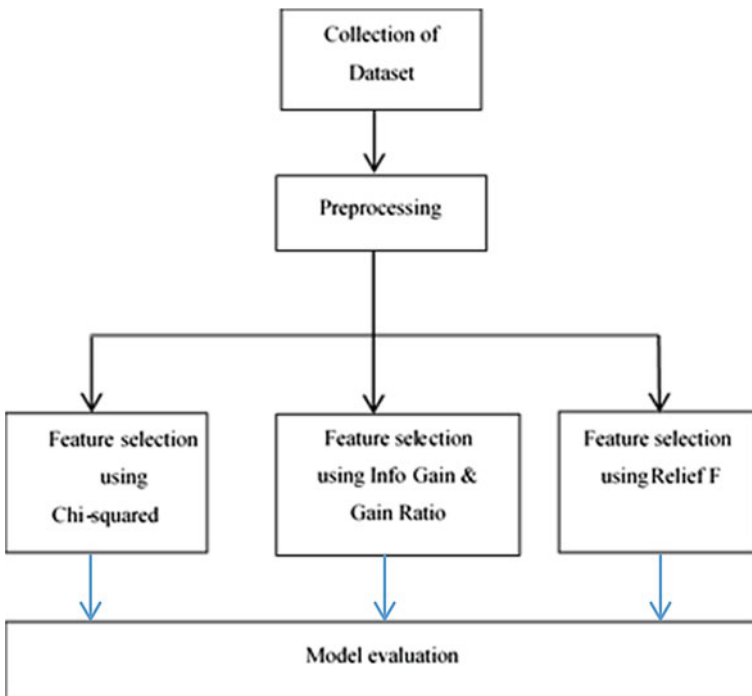 Collection of
Dataset
Preprocessing
Feature selection
using
Chi-squared
Feature selection
using Info Gain &
Gain Ratio
Feature selection
using Relief F
Model evaluation